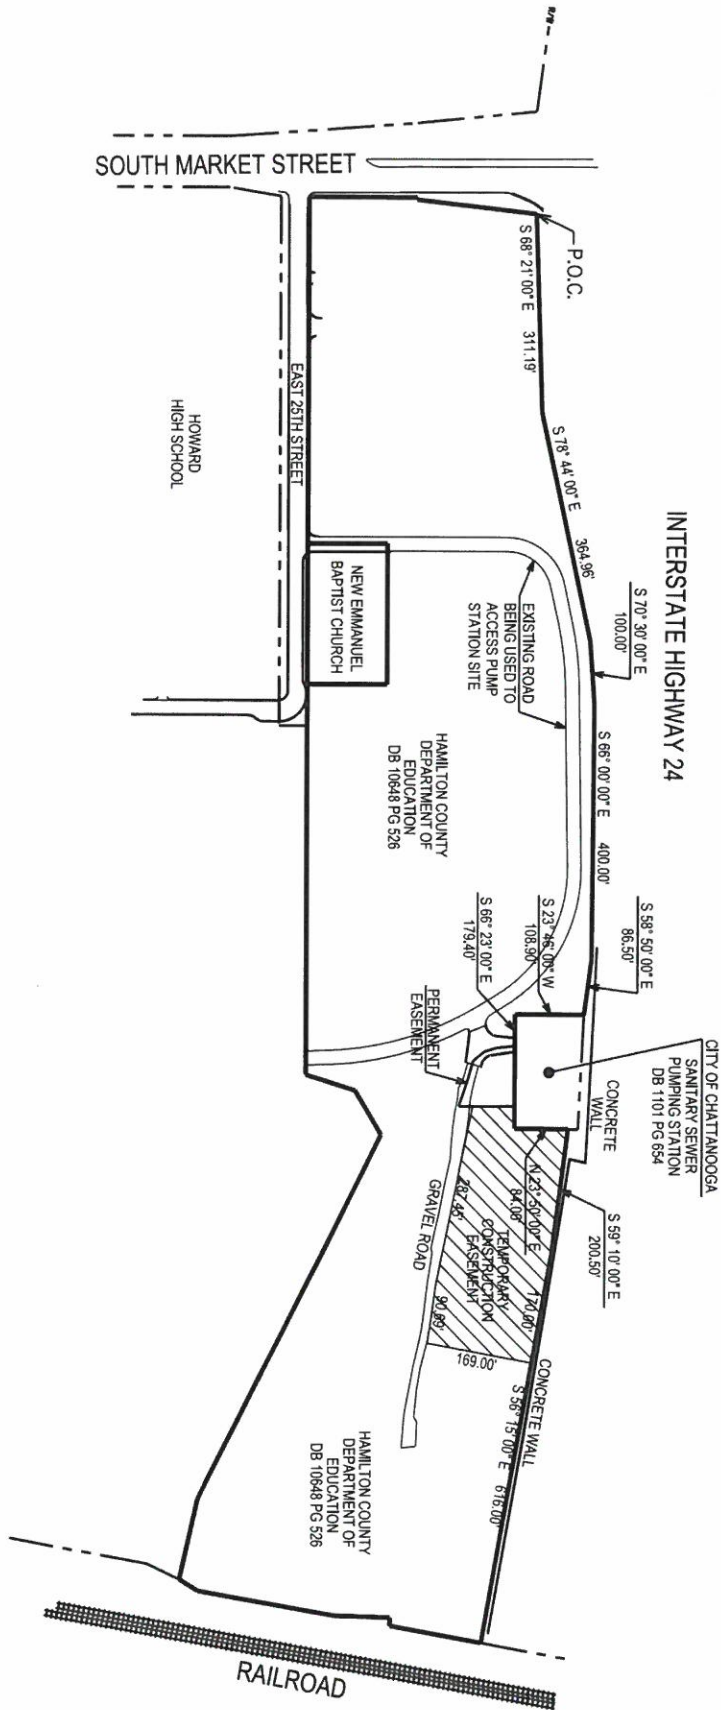 R/W
SOUTH MARKET STREET
P.O.C.
S 68° 21' 00" E 311.19'
EAST 25TH STREET
HOWARD
HIGH SCHOOL
S 78° 44' 00" E 364.96'
INTERSTATE HIGHWAY 24
S 70° 30' 00" E
100.00'
NEW EMMANUEL
BAPTIST CHURCH
EXISTING ROAD
BEING USED TO
ACCESS PUMP
STATION SITE
S 66° 00' 00" E 400.00'
HAMILTON COUNTY
DEPARTMENT OF
EDUCATION
DB 10648 PG 526
S 58° 50' 00" E
86.50'
S 23° 46' 00" W
108.90'
S 66° 23' 00" E
179.40'
PERMANENT
EASEMENT
CITY OF CHATTANOOGA
SANITARY SEWER
PUMPING STATION
DB 1101 PG 654
CONCRETE
WALL
N 23° 50' 00" E
84.06'
S 59° 10' 00" E
200.50'
GRAVEL ROAD
287.45'
TEMPORARY
CONSTRUCTION
EASEMENT
170.00'
90.69'
169.00'
CONCRETE WALL
S 56° 15' 00" E 616.00'
HAMILTON COUNTY
DEPARTMENT OF
EDUCATION
DB 10648 PG 526
RAILROAD